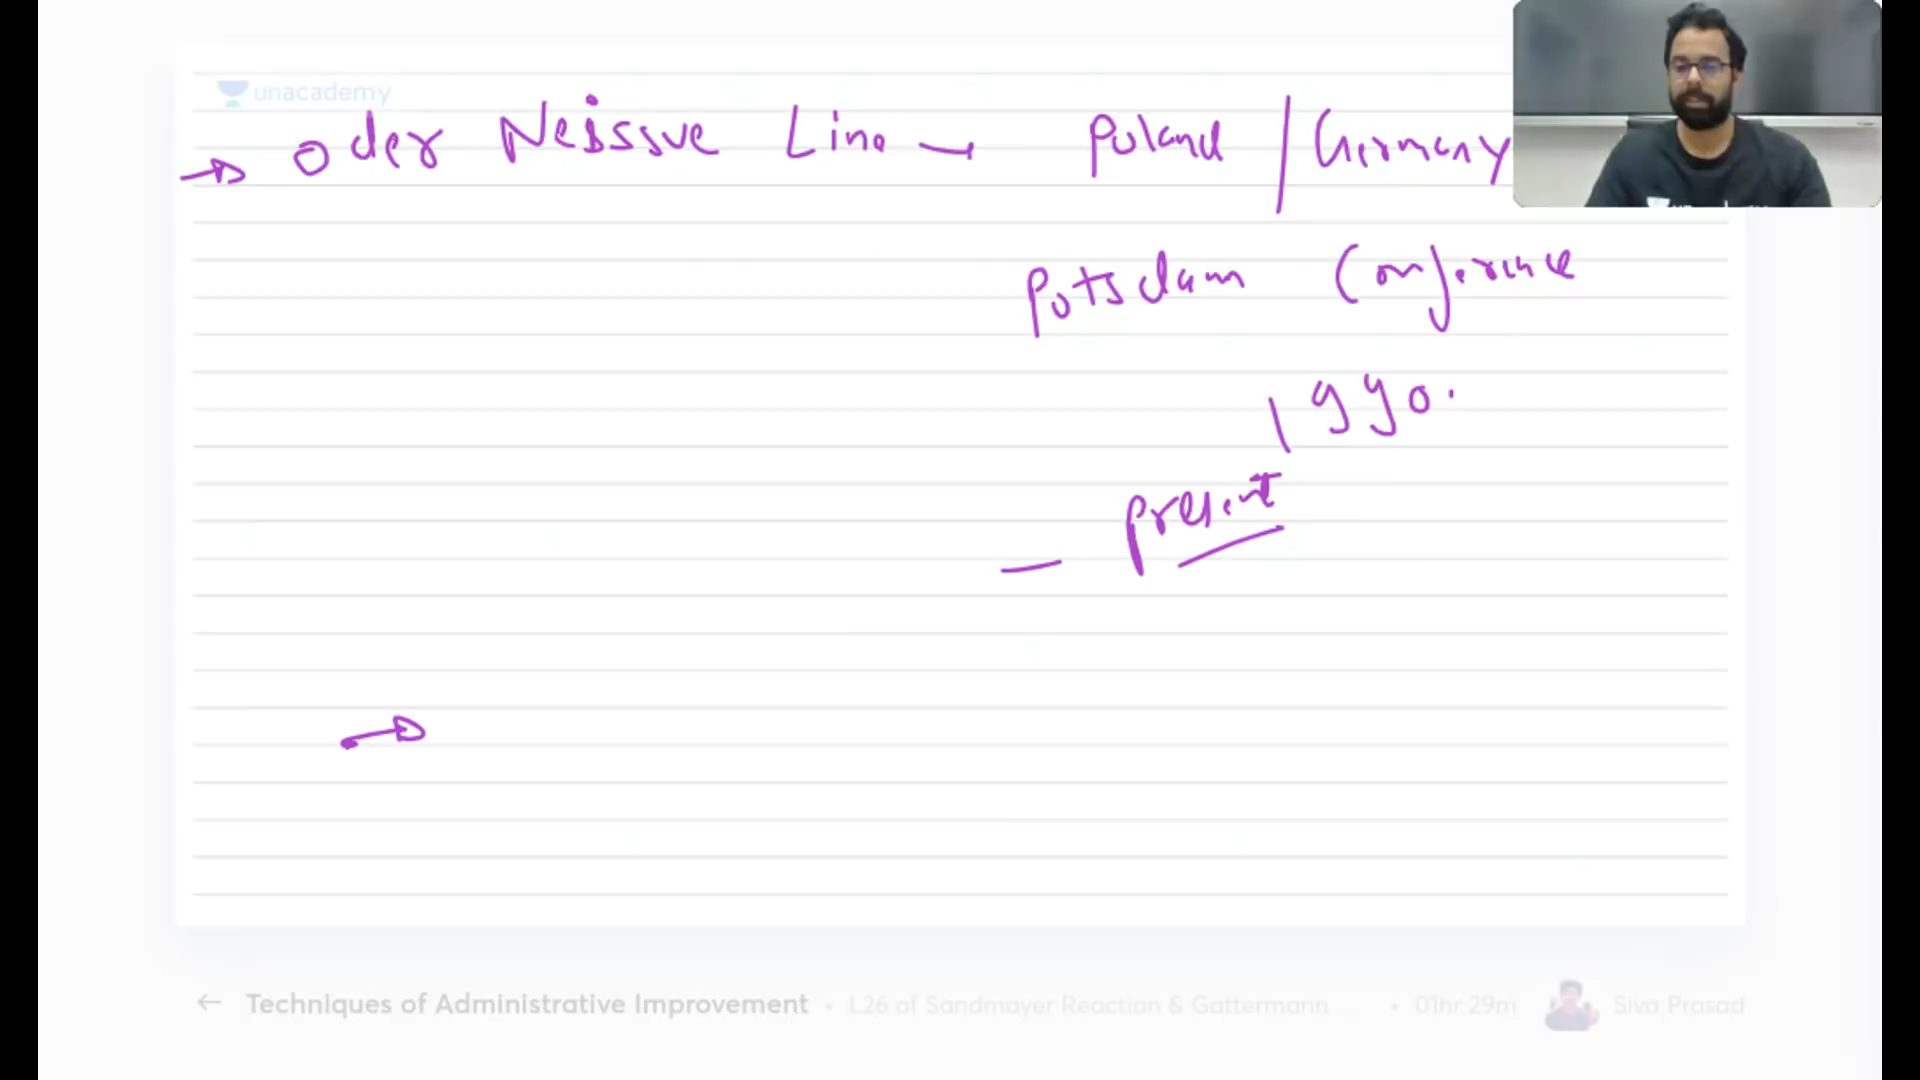 unacademy
→ Oder Neissve Line – Poland / Germany
Potsdam Conference
1990.
– present
→
← Techniques of Administrative Improvement • L26 of Sandmayer Reaction & Gattermann ... • 01hr 29m Siva Prasad